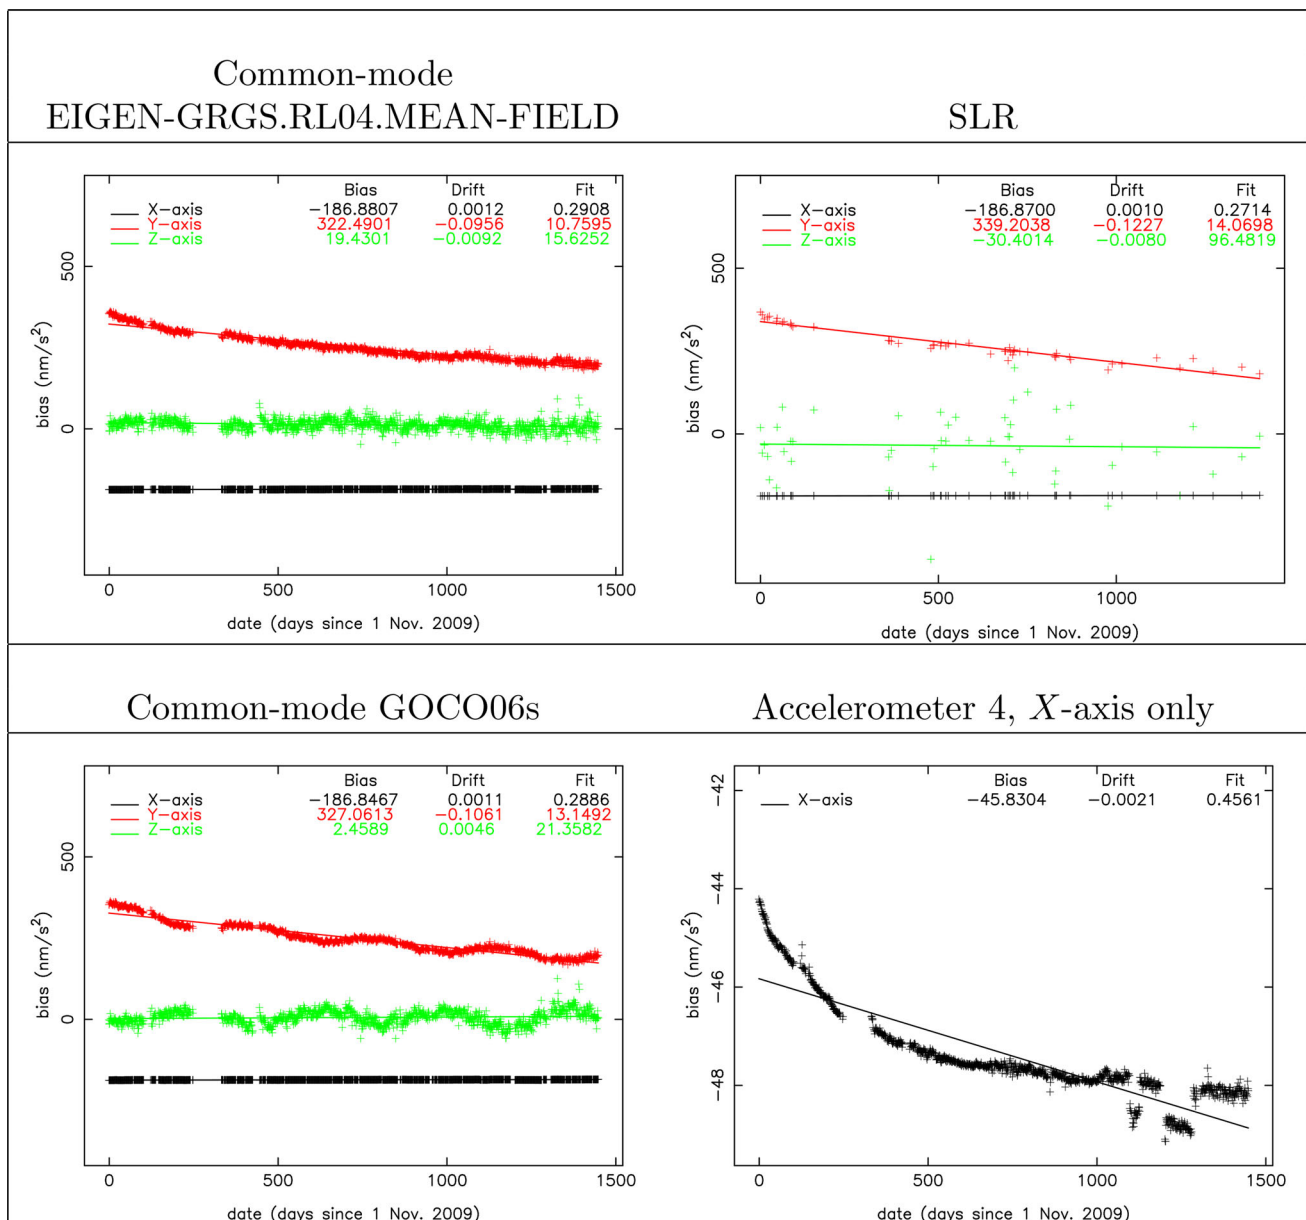 Common-mode
EIGEN-GRGS.RL04.MEAN-FIELD
SLR
Bias Drift Fit
X-axis -186.8807 0.0012 0.2908
Y-axis 322.4901 -0.0956 10.7595
Z-axis 19.4301 -0.0092 15.6252
500
0
bias (nm/s²)
0 500 1000 1500
date (days since 1 Nov. 2009)
Bias Drift Fit
X-axis -186.8700 0.0010 0.2714
Y-axis 339.2038 -0.1227 14.0698
Z-axis -30.4014 -0.0080 96.4819
500
0
bias (nm/s²)
0 500 1000
date (days since 1 Nov. 2009)
Common-mode GOCO06s
Accelerometer 4, X-axis only
Bias Drift Fit
X-axis -186.8467 0.0011 0.2886
Y-axis 327.0613 -0.1061 13.1492
Z-axis 2.4589 0.0046 21.3582
500
0
bias (nm/s²)
0 500 1000 1500
date (days since 1 Nov. 2009)
Bias Drift Fit
X-axis -45.8304 -0.0021 0.4561
-42
-44
-46
-48
bias (nm/s²)
0 500 1000 1500
date (days since 1 Nov. 2009)